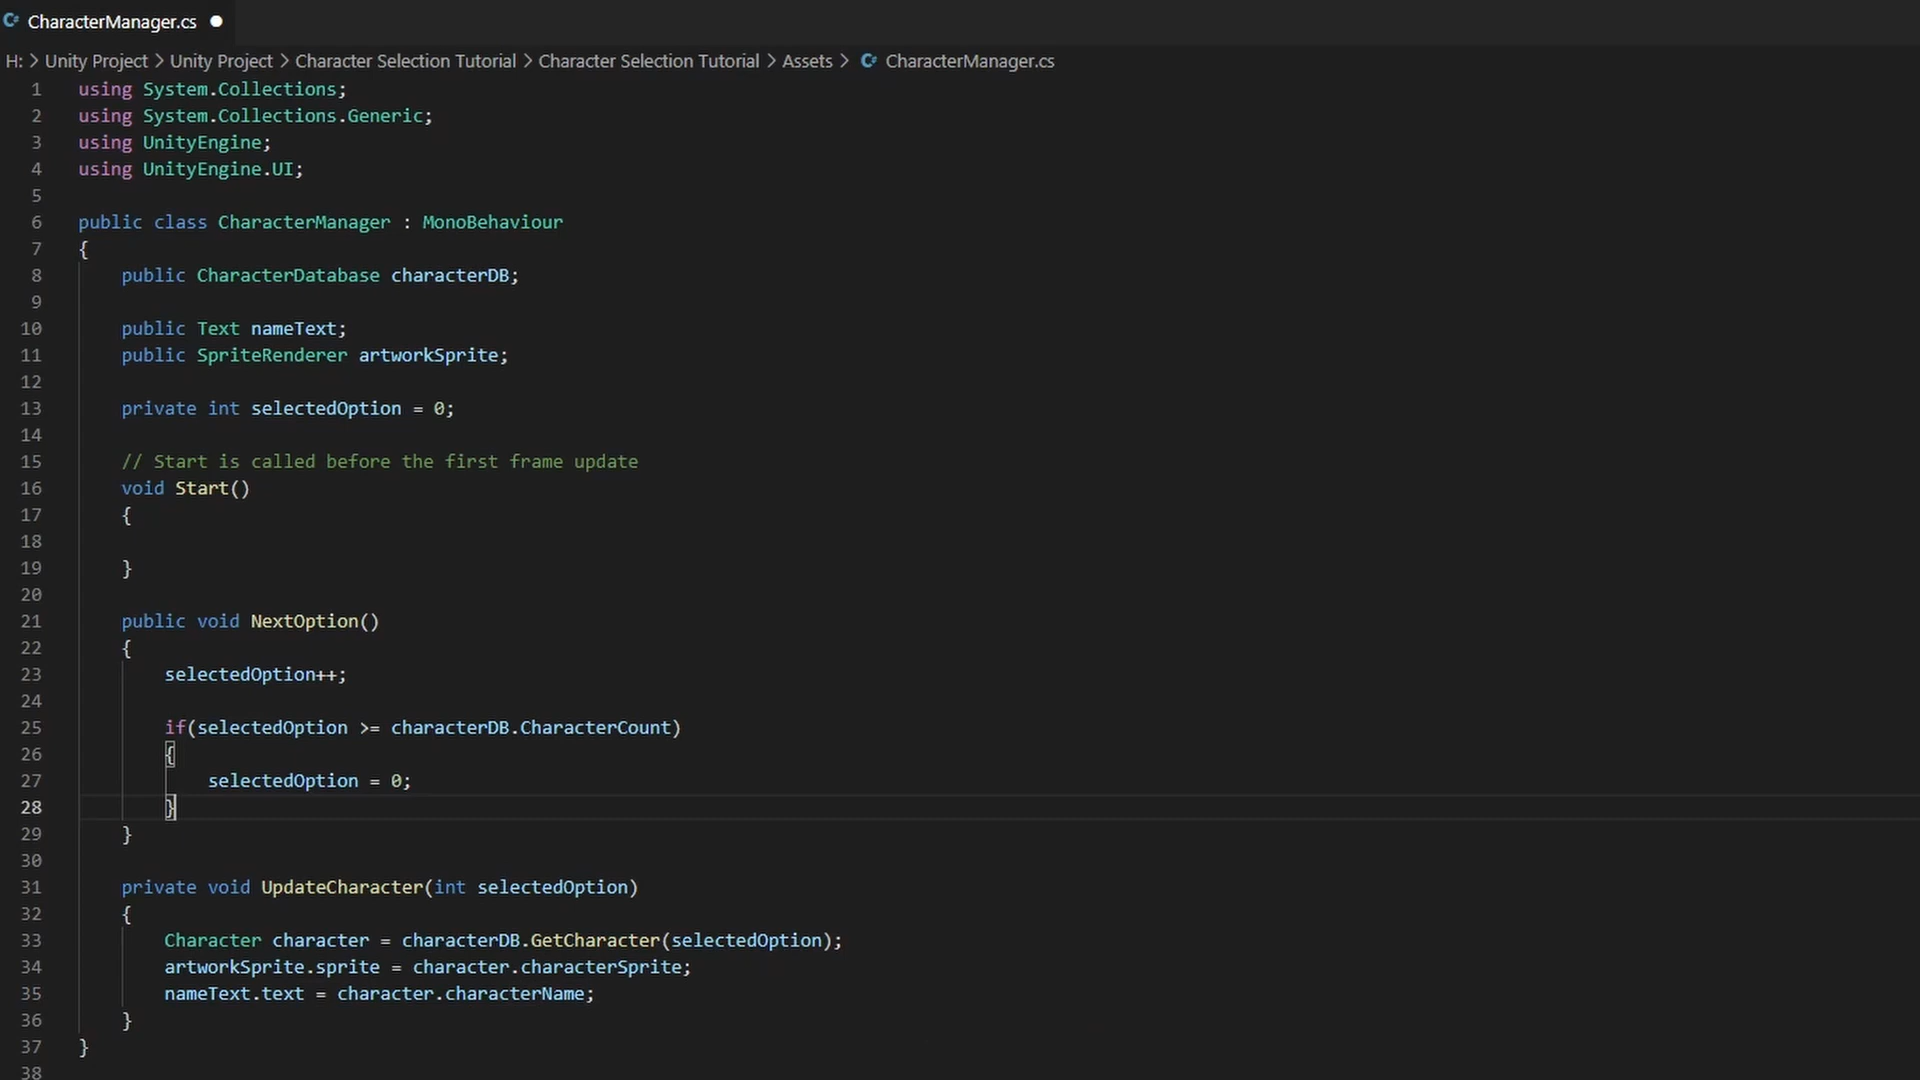 CharacterManager.cs
H: > Unity Project > Unity Project > Character Selection Tutorial > Character Selection Tutorial > Assets > CharacterManager.cs
1 using System.Collections;
2 using System.Collections.Generic;
3 using UnityEngine;
4 using UnityEngine.UI;
5
6 public class CharacterManager : MonoBehaviour
7 {
8     public CharacterDatabase characterDB;
9
10     public Text nameText;
11     public SpriteRenderer artworkSprite;
12
13     private int selectedOption = 0;
14
15     // Start is called before the first frame update
16     void Start()
17     {
18
19     }
20
21     public void NextOption()
22     {
23         selectedOption++;
24
25         if(selectedOption >= characterDB.CharacterCount)
26         {
27             selectedOption = 0;
28         }
29     }
30
31     private void UpdateCharacter(int selectedOption)
32     {
33         Character character = characterDB.GetCharacter(selectedOption);
34         artworkSprite.sprite = character.characterSprite;
35         nameText.text = character.characterName;
36     }
37 }
38